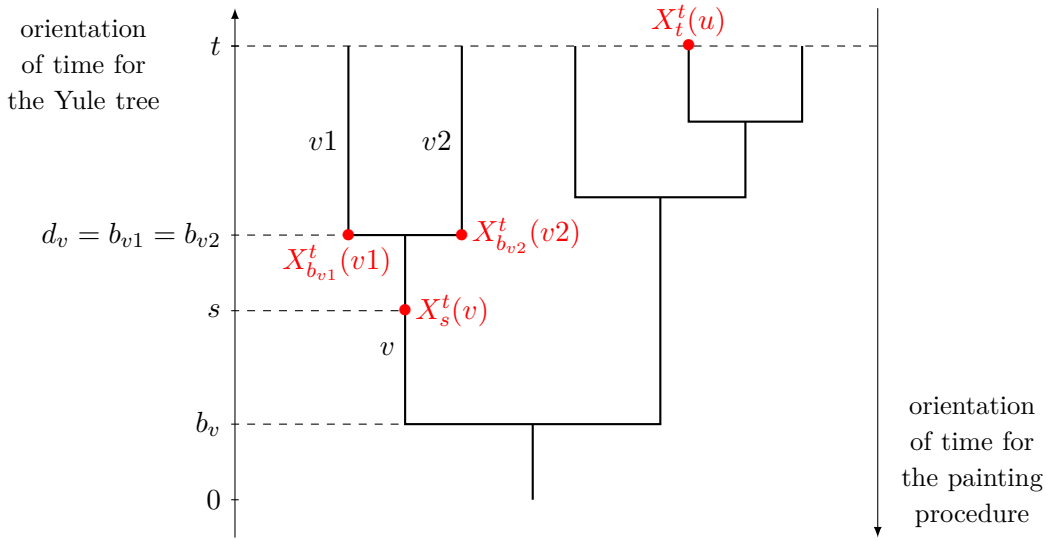 orientation
of time for
the Yule tree
t
X_t^t(u)
v1
v2
d_v = b_{v1} = b_{v2}
X_{b_{v1}}^t(v1)
X_{b_{v2}}^t(v2)
s
X_s^t(v)
v
b_v
0
orientation
of time for
the painting
procedure